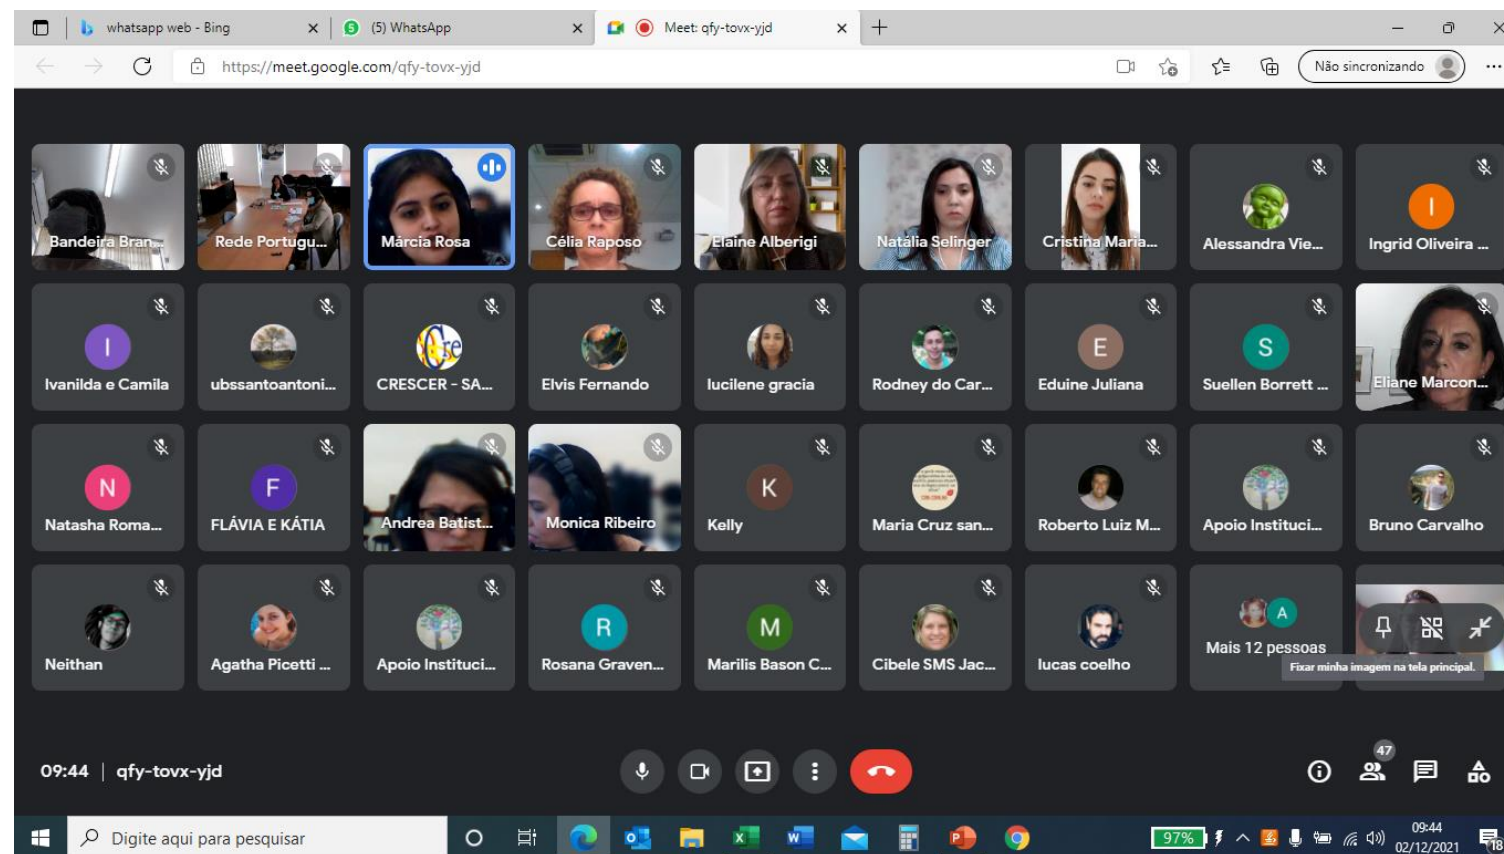 whatsapp web - Bing
(5) WhatsApp
Meet: qfy-tovx-yjd
https://meet.google.com/qfy-tovx-yjd
Não sincronizando
Bandeira Bran...
Rede Portugu...
Márcia Rosa
Célia Raposo
Elaine Alberigi
Natália Selinger
Cristina Maria...
Alessandra Vie...
I
Ingrid Oliveira ...
I
Ivanilda e Camila
ubssantoantoni...
Cre
CRESCER - SA...
Elvis Fernando
lucilene gracia
Rodney do Car...
E
Eduine Juliana
S
Suellen Borrett ...
Eliane Marcon...
N
Natasha Roma...
F
FLÁVIA E KÁTIA
Andrea Batist...
Monica Ribeiro
K
Kelly
Maria Cruz san...
Roberto Luiz M...
Apoio Instituci...
Bruno Carvalho
Neithan
Agatha Picetti ...
Apoio Instituci...
R
Rosana Graven...
M
Marilis Bason C...
Cibele SMS Jac...
lucas coelho
A
Mais 12 pessoas
Fixar minha imagem na tela principal.
09:44 | qfy-tovx-yjd
47
Digite aqui para pesquisar
97%
09:44
02/12/2021
18